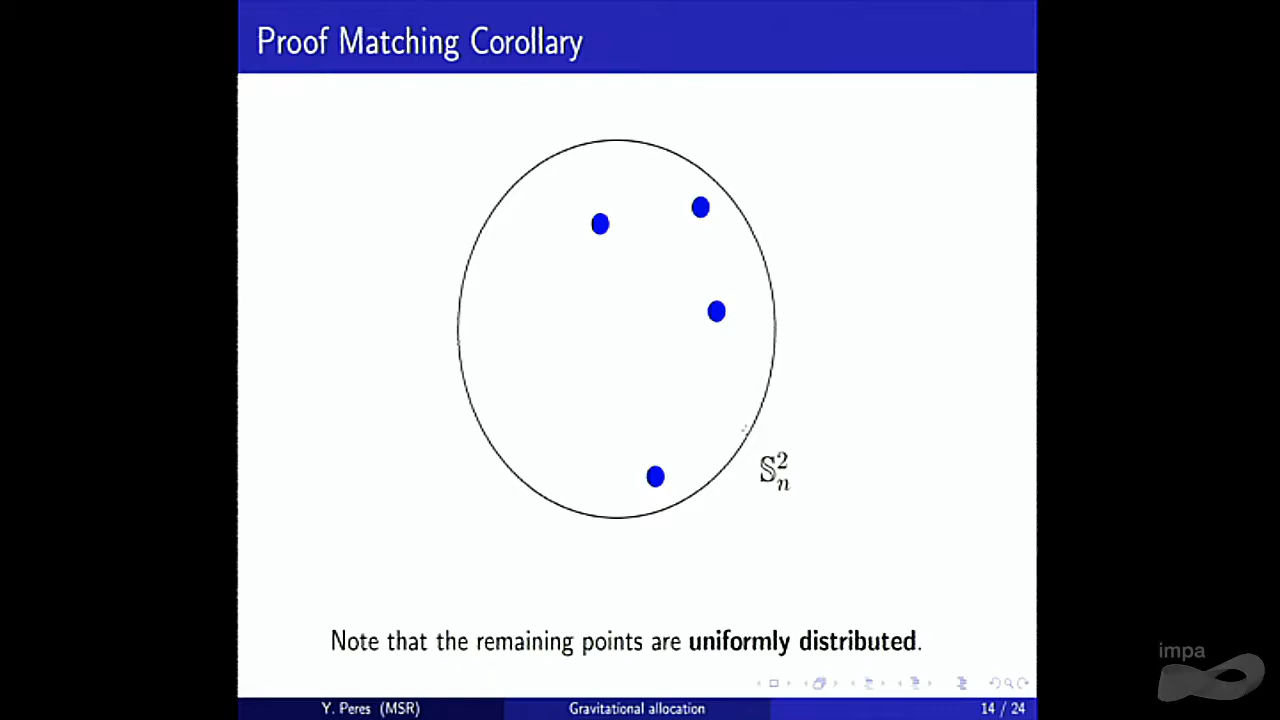 Proof Matching Corollary
𝕊²ₙ
Note that the remaining points are uniformly distributed.
impa
Y. Peres (MSR)
Gravitational allocation
14 / 24